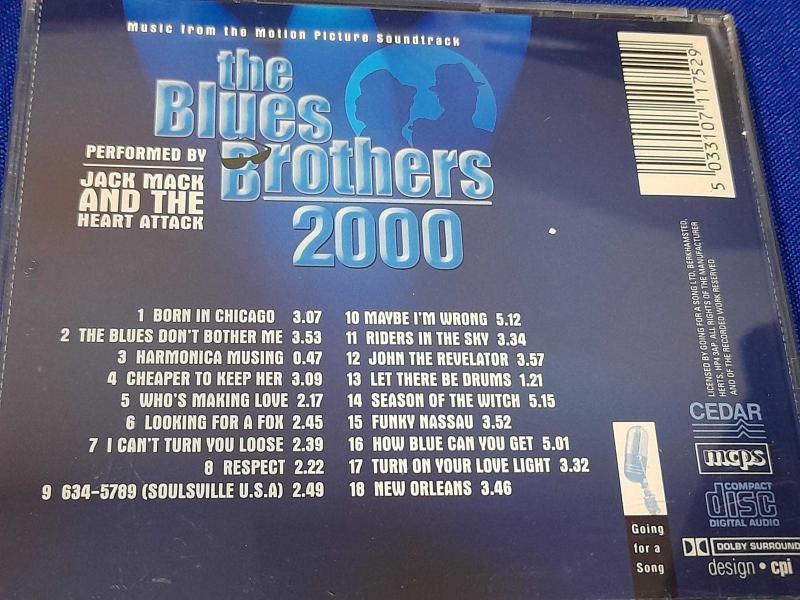 Music from the Motion Picture Soundtrack
the
Blues
Brothers
2000
PERFORMED BY
JACK MACK
AND THE
HEART ATTACK
1 BORN IN CHICAGO 3.07
2 THE BLUES DON'T BOTHER ME 3.53
3 HARMONICA MUSING 0.47
4 CHEAPER TO KEEP HER 3.09
5 WHO'S MAKING LOVE 2.17
6 LOOKING FOR A FOX 2.45
7 I CAN'T TURN YOU LOOSE 2.39
8 RESPECT 2.22
9 634-5789 (SOULSVILLE U.S.A) 2.49
10 MAYBE I'M WRONG 5.12
11 RIDERS IN THE SKY 3.34
12 JOHN THE REVELATOR 3.57
13 LET THERE BE DRUMS 1.21
14 SEASON OF THE WITCH 5.15
15 FUNKY NASSAU 3.52
16 HOW BLUE CAN YOU GET 5.01
17 TURN ON YOUR LOVE LIGHT 3.32
18 NEW ORLEANS 3.46
5 033107 117529
LICENSED BY GOING FOR A SONG LTD, BERKHAMSTED,
HERTS, HP4 3AP. ALL RIGHTS OF THE MANUFACTURER
AND OF THE RECORDED WORK RESERVED.
CEDAR
mcps
COMPACT
disc
DIGITAL AUDIO
DOLBY SURROUND
design • cpi
Going
for a
Song